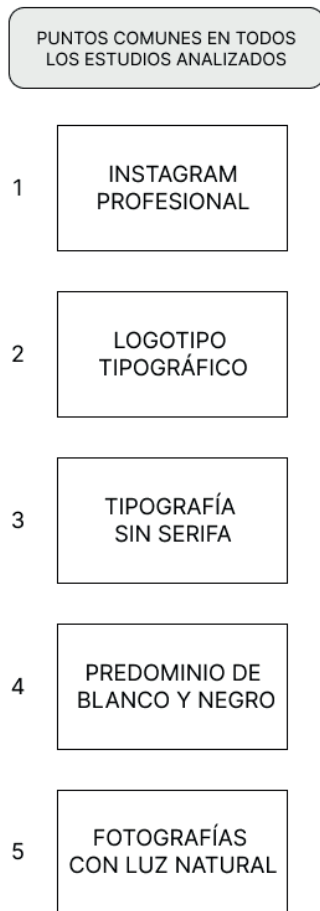 PUNTOS COMUNES EN TODOS
LOS ESTUDIOS ANALIZADOS
1
INSTAGRAM
PROFESIONAL
2
LOGOTIPO
TIPOGRÁFICO
3
TIPOGRAFÍA
SIN SERIFA
4
PREDOMINIO DE
BLANCO Y NEGRO
5
FOTOGRAFÍAS
CON LUZ NATURAL